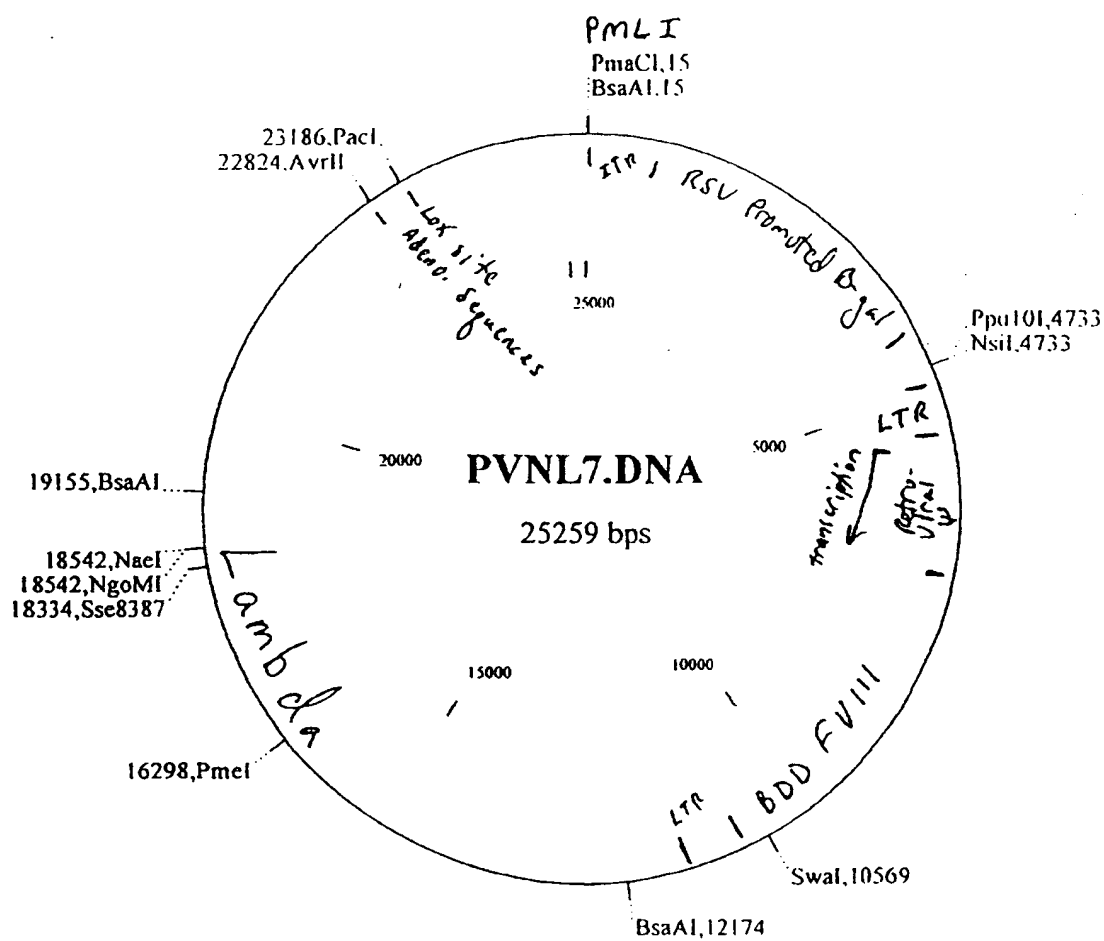 PMLI
PmaCI,15
BsaAI,15
23186,PacI
22824,AvrII
ITR
RSV Promoted B-gal
Lox site
Adeno. Sequences
25000
Ppu10I,4733
NsiI,4733
LTR
5000
20000
PVNL7.DNA
25259 bps
transcription
Retro-
viral
Ψ
19155,BsaAI
18542,NaeI
18542,NgoMI
18334,Sse8387
Lambda
15000
10000
BDD FVIII
16298,PmeI
LTR
SwaI,10569
BsaAI,12174